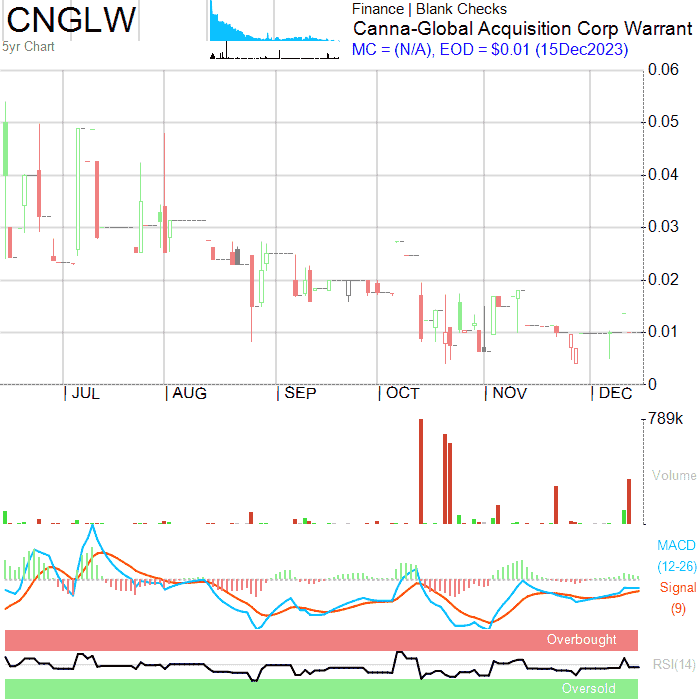 CNGLW
5yr Chart
Finance | Blank Checks
Canna-Global Acquisition Corp Warrant
MC = (N/A), EOD = $0.01 (15Dec2023)
0.06
0.05
0.04
0.03
0.02
0.01
0
| JUL | AUG | SEP | OCT | NOV | DEC
789k
Volume
MACD
(12-26)
Signal
(9)
Overbought
RSI(14)
Oversold